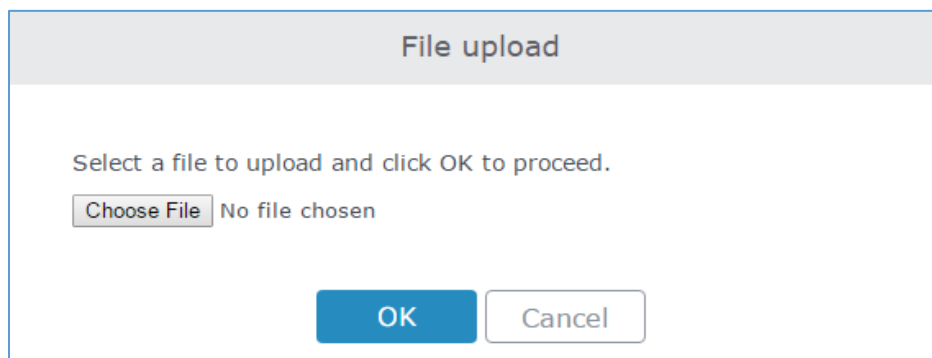 File upload
Select a file to upload and click OK to proceed.
Choose File No file chosen
OK Cancel